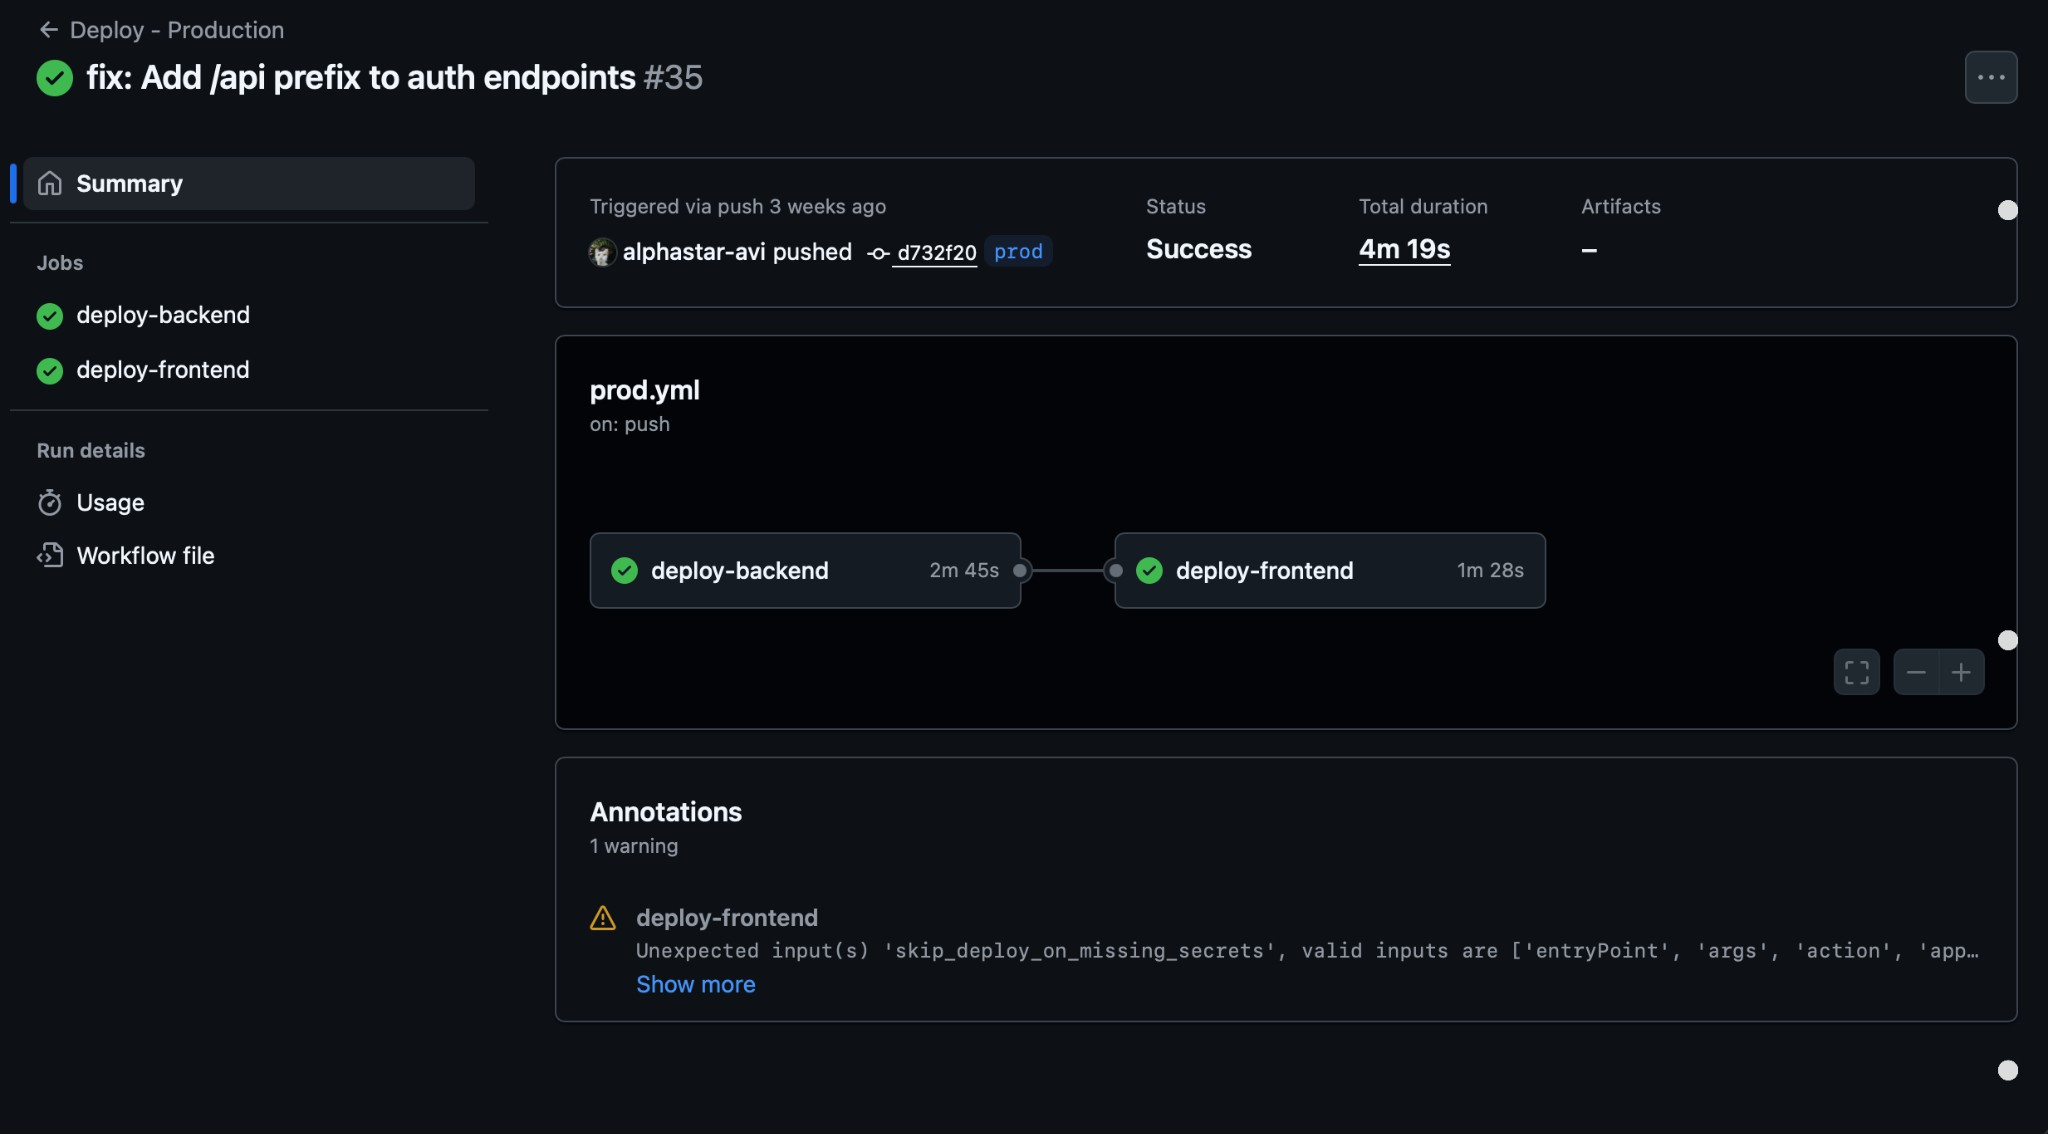 Deploy - Production
fix: Add /api prefix to auth endpoints #35
Summary
Jobs
deploy-backend
deploy-frontend
Run details
Usage
Workflow file
Triggered via push 3 weeks ago
alphastar-avi pushed d732f20 prod
Status
Success
Total duration
4m 19s
Artifacts
–
prod.yml
on: push
deploy-backend 2m 45s
deploy-frontend 1m 28s
Annotations
1 warning
deploy-frontend
Unexpected input(s) 'skip_deploy_on_missing_secrets', valid inputs are ['entryPoint', 'args', 'action', 'app…
Show more